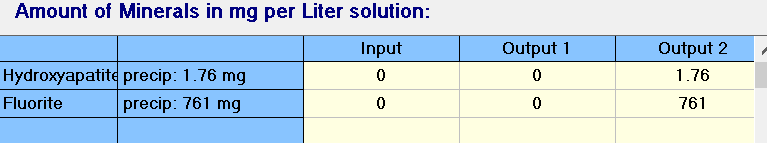 Amount of Minerals in mg per Liter solution:
Input Output 1 Output 2
Hydroxyapatite precip: 1.76 mg 0 0 1.76
Fluorite precip: 761 mg 0 0 761